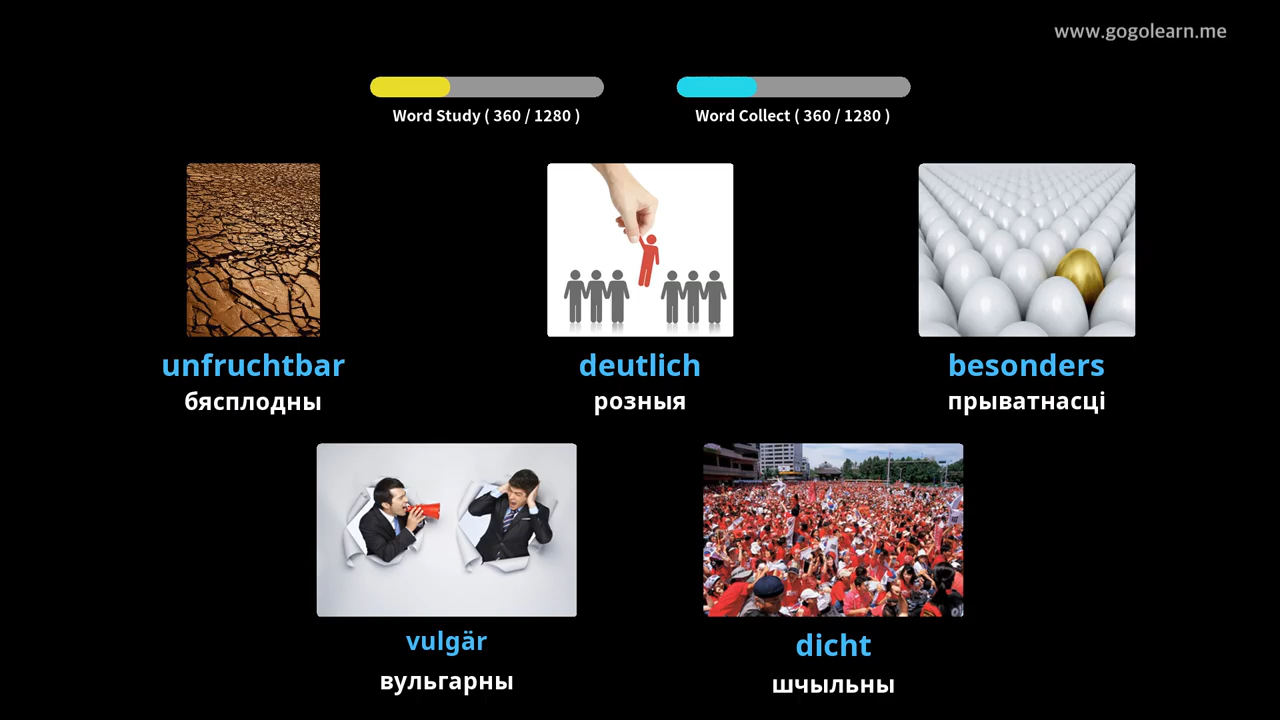 www.gogolearn.me
Word Study ( 360 / 1280 )
Word Collect ( 360 / 1280 )
unfruchtbar
бясплодны
deutlich
розныя
besonders
прыватнасці
vulgär
вульгарны
dicht
шчыльны